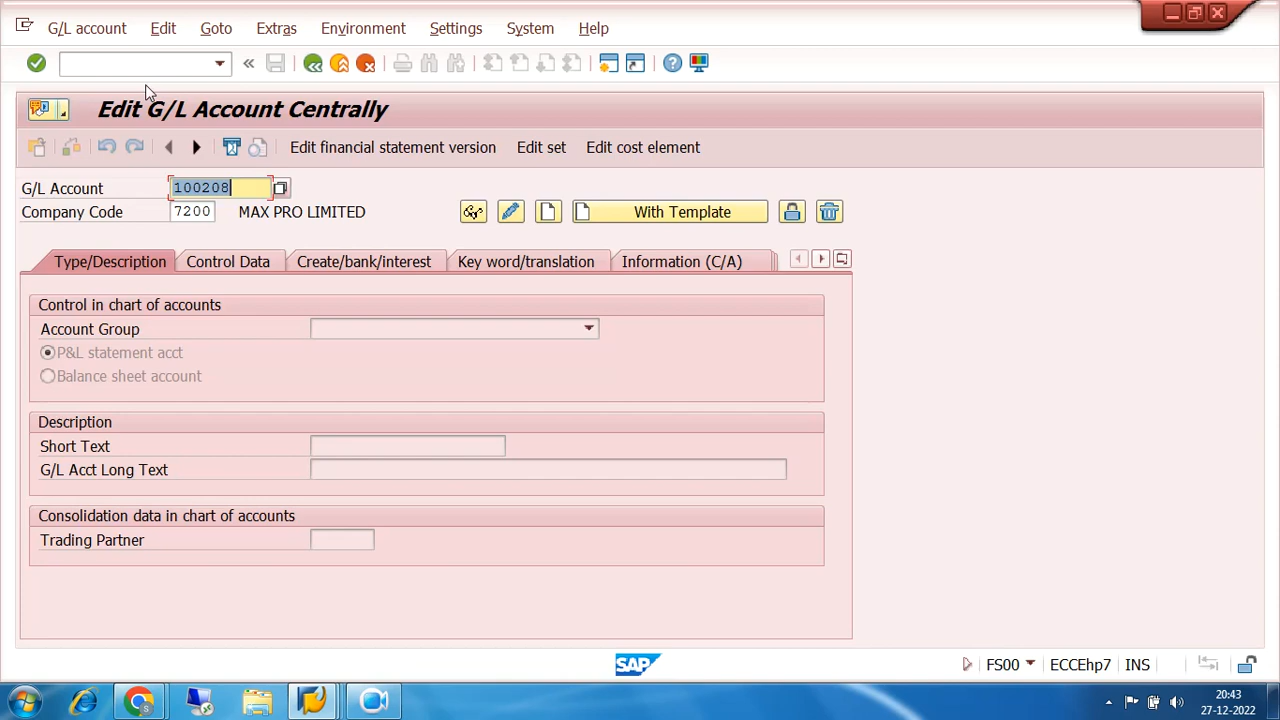 G/L account Edit Goto Extras Environment Settings System Help
Edit G/L Account Centrally
Edit financial statement version Edit set Edit cost element
G/L Account 100208
Company Code 7200 MAX PRO LIMITED With Template
Type/Description Control Data Create/bank/interest Key word/translation Information (C/A)
Control in chart of accounts
Account Group
P&L statement acct
Balance sheet account
Description
Short Text
G/L Acct Long Text
Consolidation data in chart of accounts
Trading Partner
SAP FS00 ECCEhp7 INS
20:43
27-12-2022